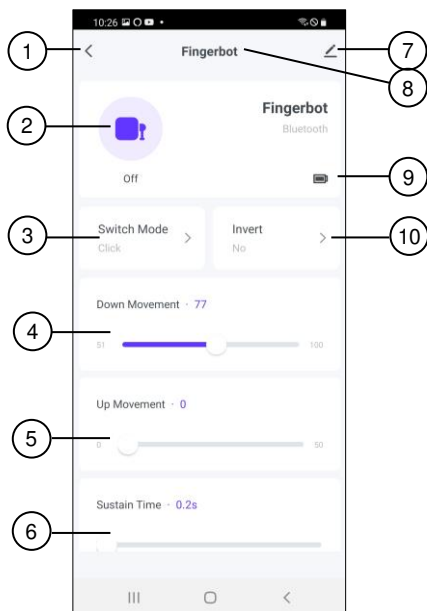 10:26
1
Fingerbot
7
8
2
Fingerbot
Bluetooth
Off
9
3
Switch Mode
Click
Invert
No
10
Down Movement · 77
4
51
100
Up Movement · 0
5
0
50
Sustain Time · 0.2s
6